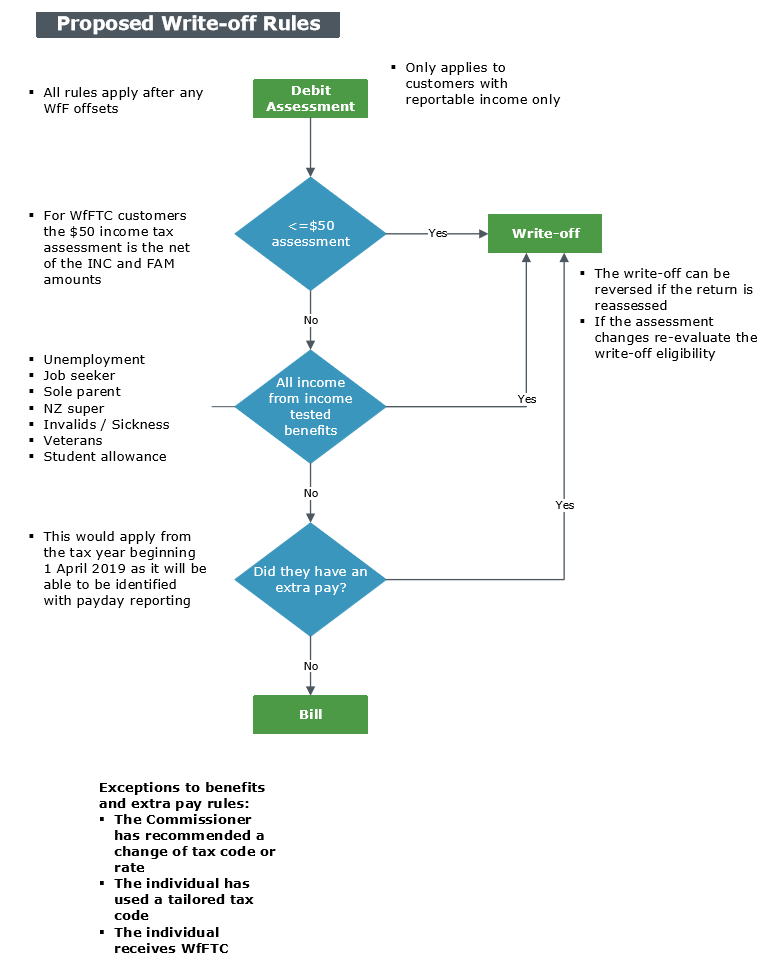 Proposed Write-off Rules
▪ Only applies to
customers with
reportable income only
▪ All rules apply after any
WfF offsets
Debit
Assessment
▪ For WfFTC customers
the $50 income tax
assessment is the net
of the INC and FAM
amounts
<=$50
assessment
Yes
Write-off
▪ The write-off can be
reversed if the return is
reassessed
▪ If the assessment
changes re-evaluate the
write-off eligibility
No
▪ Unemployment
▪ Job seeker
▪ Sole parent
▪ NZ super
▪ Invalids / Sickness
▪ Veterans
▪ Student allowance
All income
from income
tested
benefits
Yes
No
Yes
▪ This would apply from
the tax year beginning
1 April 2019 as it will be
able to be identified
with payday reporting
Did they have an
extra pay?
No
Bill
Exceptions to benefits
and extra pay rules:
▪ The Commissioner
has recommended a
change of tax code or
rate
▪ The individual has
used a tailored tax
code
▪ The individual
receives WfFTC